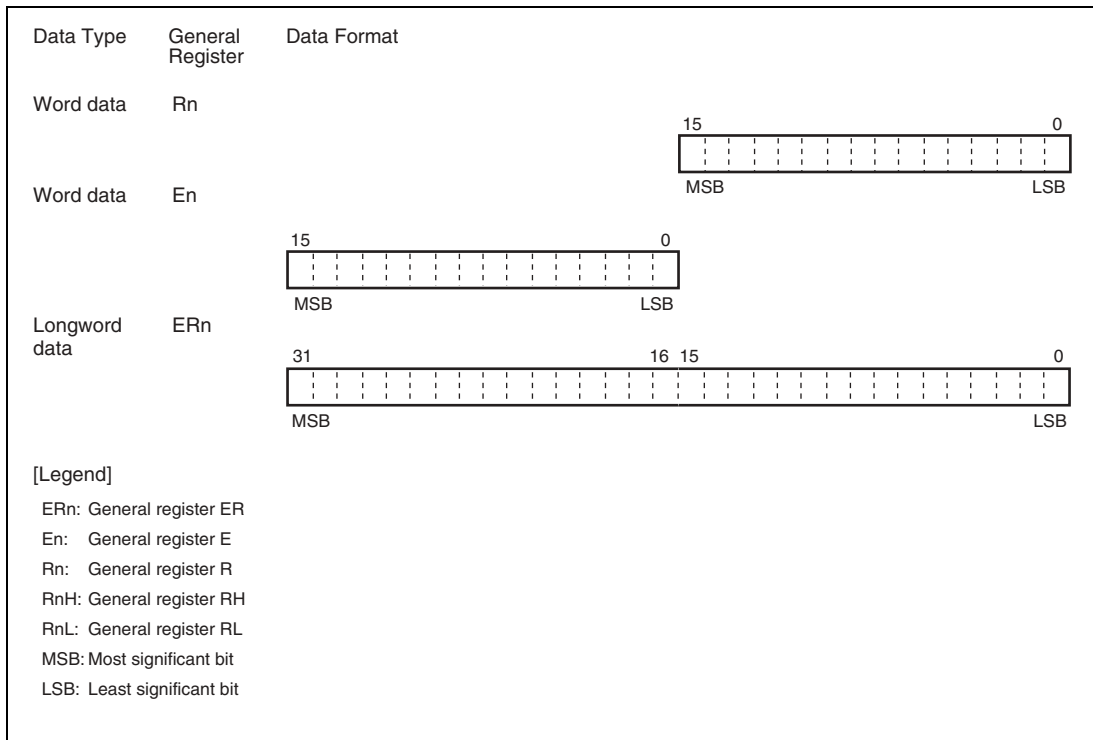 Data Type General Register Data Format
Word data Rn
15 0
MSB LSB
Word data En
15 0
MSB LSB
Longword data ERn
31 16 15 0
MSB LSB
[Legend]
ERn: General register ER
En: General register E
Rn: General register R
RnH: General register RH
RnL: General register RL
MSB: Most significant bit
LSB: Least significant bit